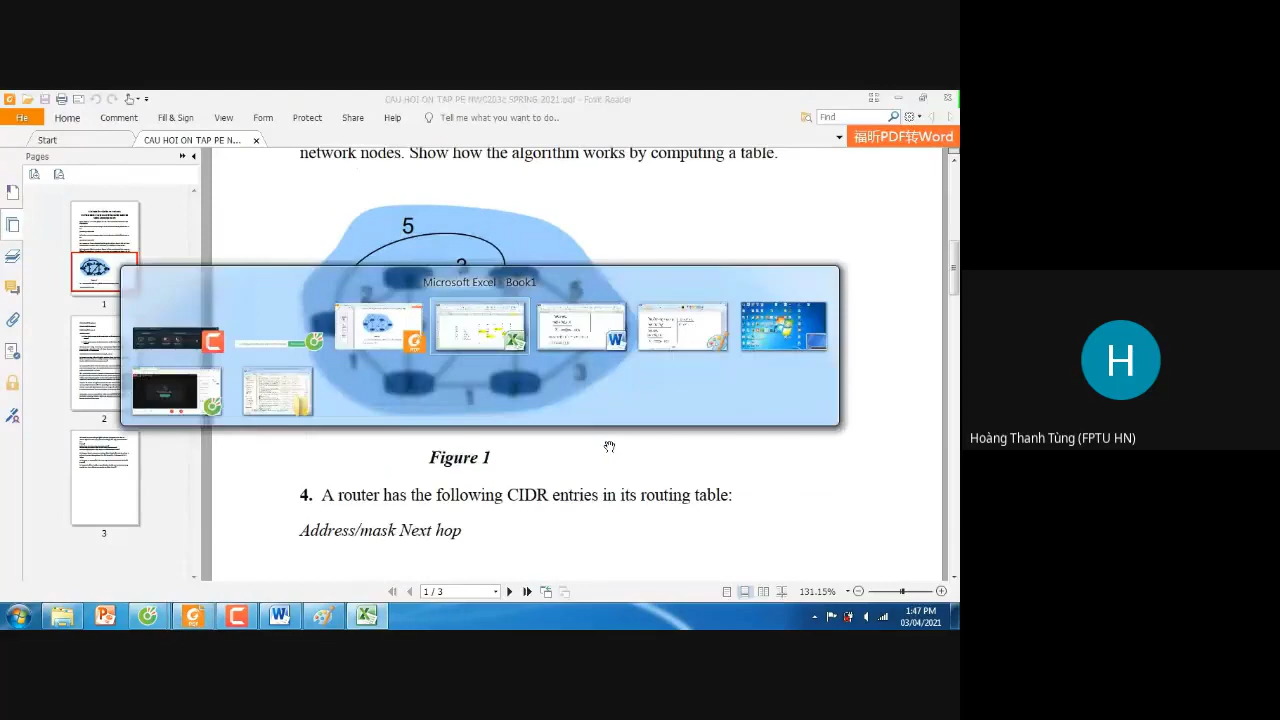 CAU HOI ON TAP PE NWC203c SPRING 2021.pdf - Foxit Reader
File
Home
Comment
Fill & Sign
View
Form
Protect
Share
Help
Tell me what you want to do..
Find
Start
CAU HOI ON TAP PE N...
福昕PDF转Word
Pages
network nodes. Show how the algorithm works by computing a table.
5
Microsoft Excel - Book1
1
Figure 1
4. A router has the following CIDR entries in its routing table:
Address/mask Next hop
1
2
3
1 / 3
131.15%
1:47 PM
03/04/2021
H
Hoàng Thanh Tùng (FPTU HN)